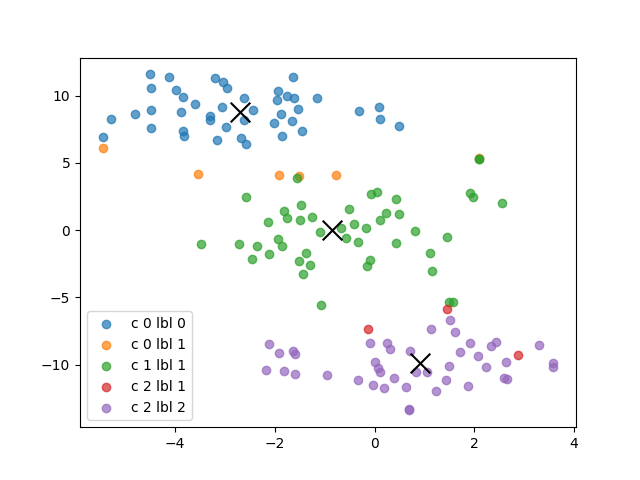 10
5
0
−5
−10
c 0 lbl 0
c 0 lbl 1
c 1 lbl 1
c 2 lbl 1
c 2 lbl 2
−4 −2 0 2 4